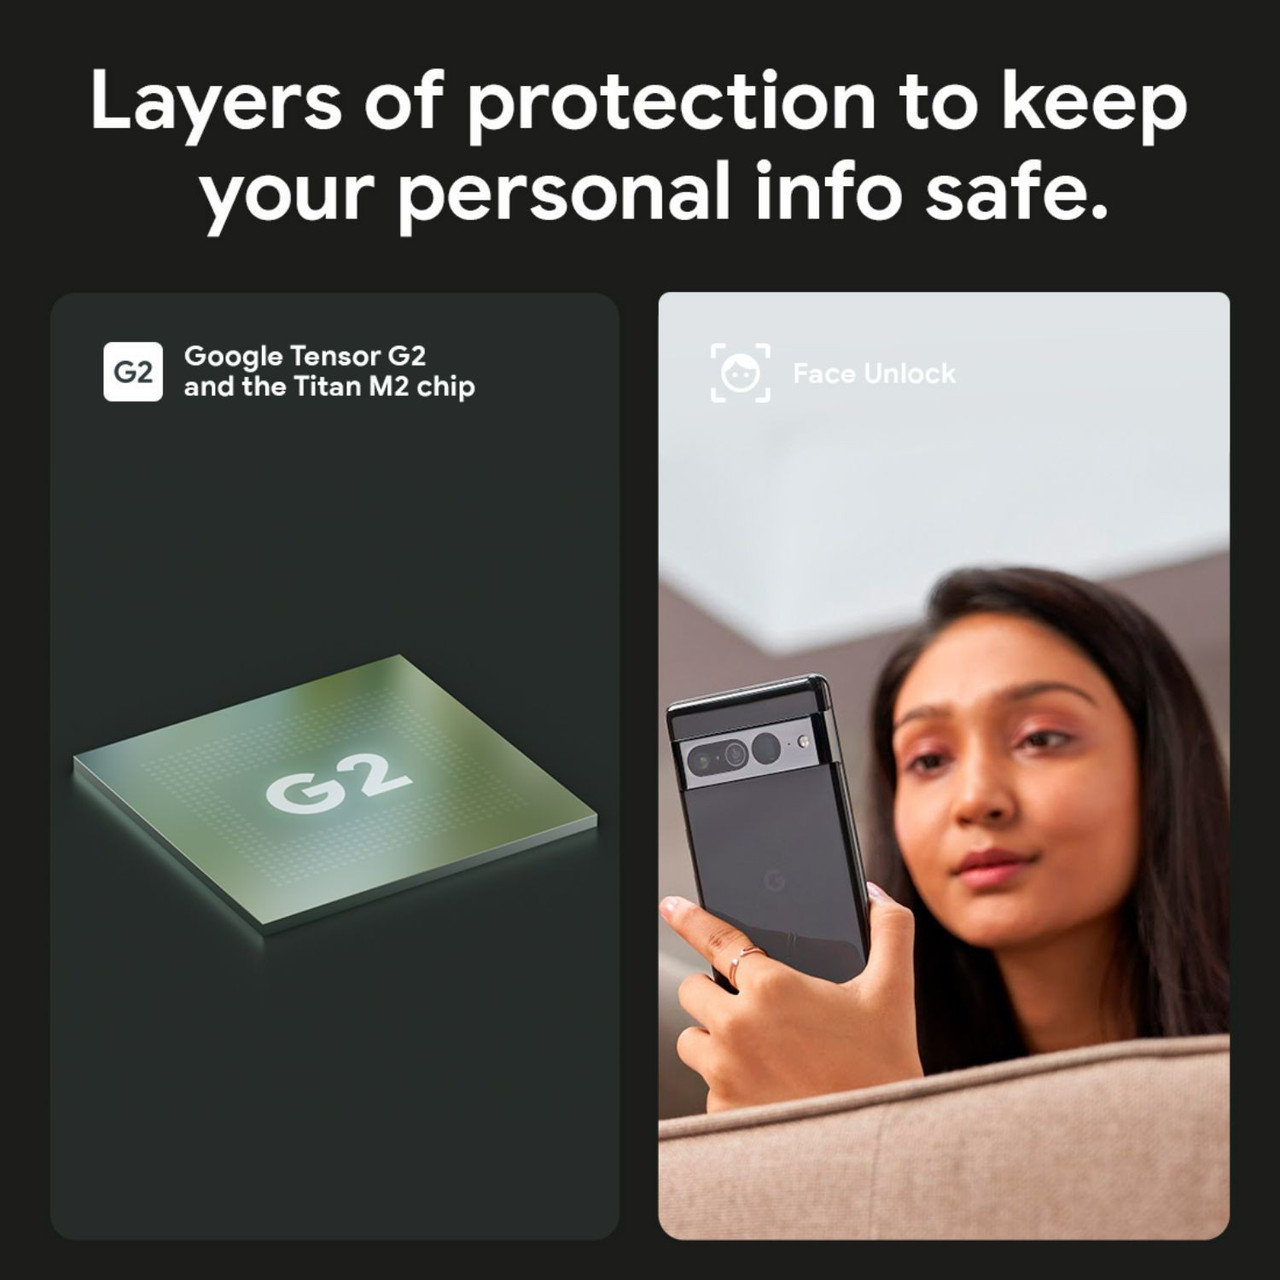 Layers of protection to keep
your personal info safe.
G2
Google Tensor G2
and the Titan M2 chip
Face Unlock
G2
G